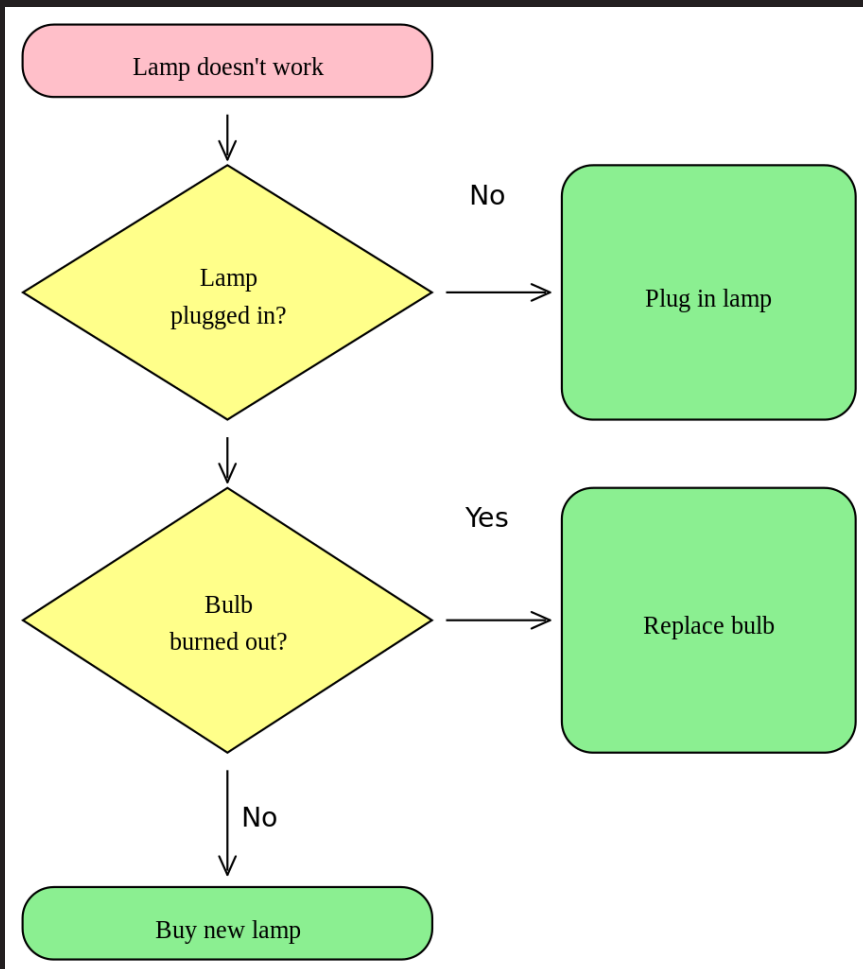 Lamp doesn't work
No
Lamp
plugged in?
Plug in lamp
Yes
Bulb
burned out?
Replace bulb
No
Buy new lamp